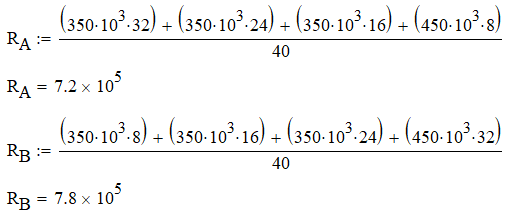 R_A := ((350·10^3·32) + (350·10^3·24) + (350·10^3·16) + (450·10^3·8)) / 40
R_A = 7.2 × 10^5
R_B := ((350·10^3·8) + (350·10^3·16) + (350·10^3·24) + (450·10^3·32)) / 40
R_B = 7.8 × 10^5